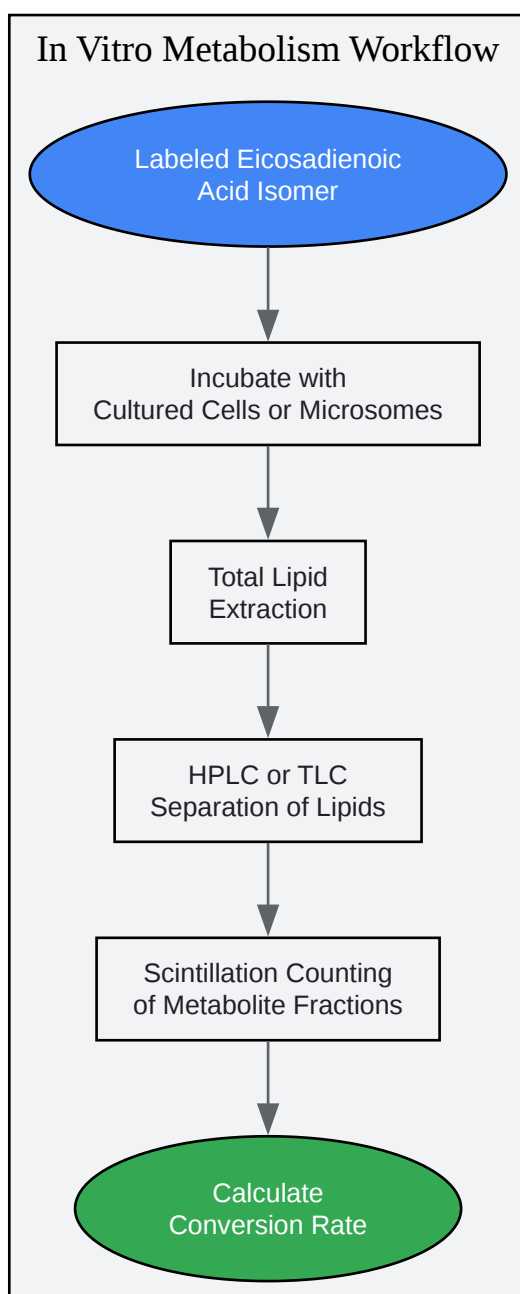 In Vitro Metabolism Workflow
Labeled Eicosadienoic
Acid Isomer
Incubate with
Cultured Cells or Microsomes
Total Lipid
Extraction
HPLC or TLC
Separation of Lipids
Scintillation Counting
of Metabolite Fractions
Calculate
Conversion Rate